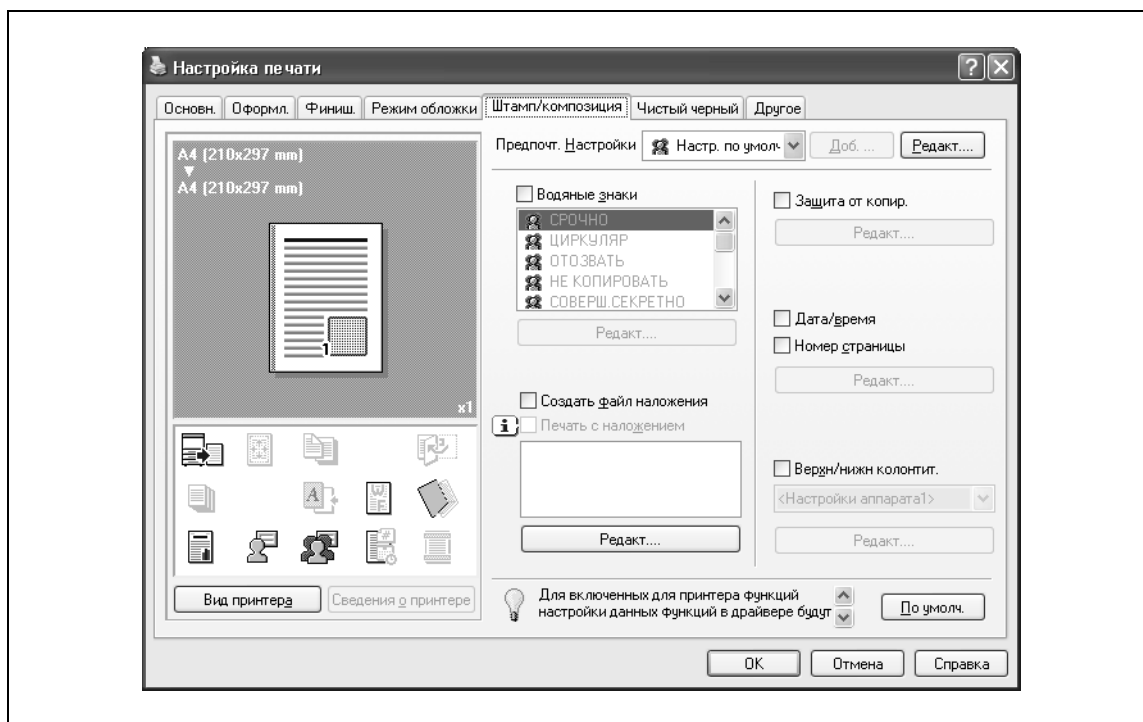 Настройка печати
Основн. Оформл. Финиш. Режим обложки Штамп/композиция Чистый черный Другое
A4 (210x297 mm)
A4 (210x297 mm)
1
x1
Вид принтера Сведения о принтере
Предпочт. Настройки Настр. по умолч Доб. ... Редакт....
Водяные знаки
СРОЧНО
ЦИРКУЛЯР
ОТОЗВАТЬ
НЕ КОПИРОВАТЬ
СОВЕРШ.СЕКРЕТНО
Редакт....
Создать файл наложения
Печать с наложением
Редакт....
Защита от копир.
Редакт....
Дата/время
Номер страницы
Редакт....
Верхн/нижн колонтит.
<Настройки аппарата1>
Редакт....
Для включенных для принтера функций
настройки данных функций в драйвере будут
По умолч.
OK Отмена Справка